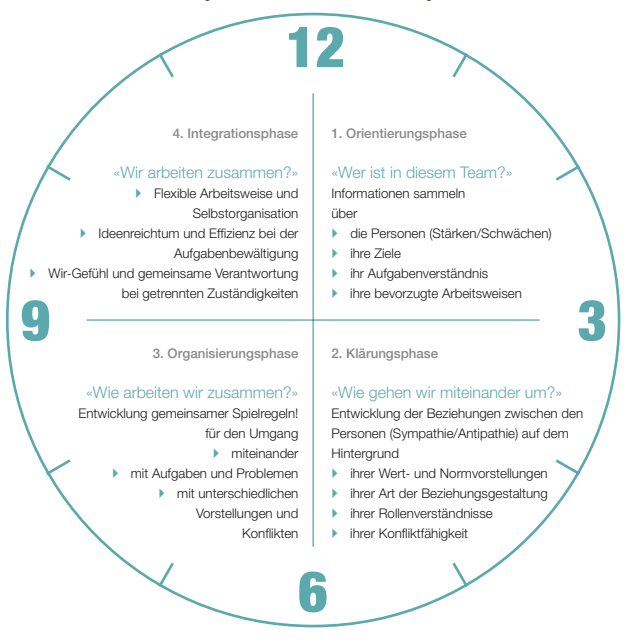 12
4. Integrationsphase
«Wir arbeiten zusammen?»
Flexible Arbeitsweise und
Selbstorganisation
Ideenreichtum und Effizienz bei der
Aufgabenbewältigung
Wir-Gefühl und gemeinsame Verantwortung
bei getrennten Zuständigkeiten
1. Orientierungsphase
«Wer ist in diesem Team?»
Informationen sammeln
über
die Personen (Stärken/Schwächen)
ihre Ziele
ihr Aufgabenverständnis
ihre bevorzugte Arbeitsweisen
9
3
3. Organisierungsphase
«Wie arbeiten wir zusammen?»
Entwicklung gemeinsamer Spielregeln!
für den Umgang
miteinander
mit Aufgaben und Problemen
mit unterschiedlichen
Vorstellungen und
Konflikten
2. Klärungsphase
«Wie gehen wir miteinander um?»
Entwicklung der Beziehungen zwischen den
Personen (Sympathie/Antipathie) auf dem
Hintergrund
ihrer Wert- und Normvorstellungen
ihrer Art der Beziehungsgestaltung
ihrer Rollenverständnisse
ihrer Konfliktfähigkeit
6